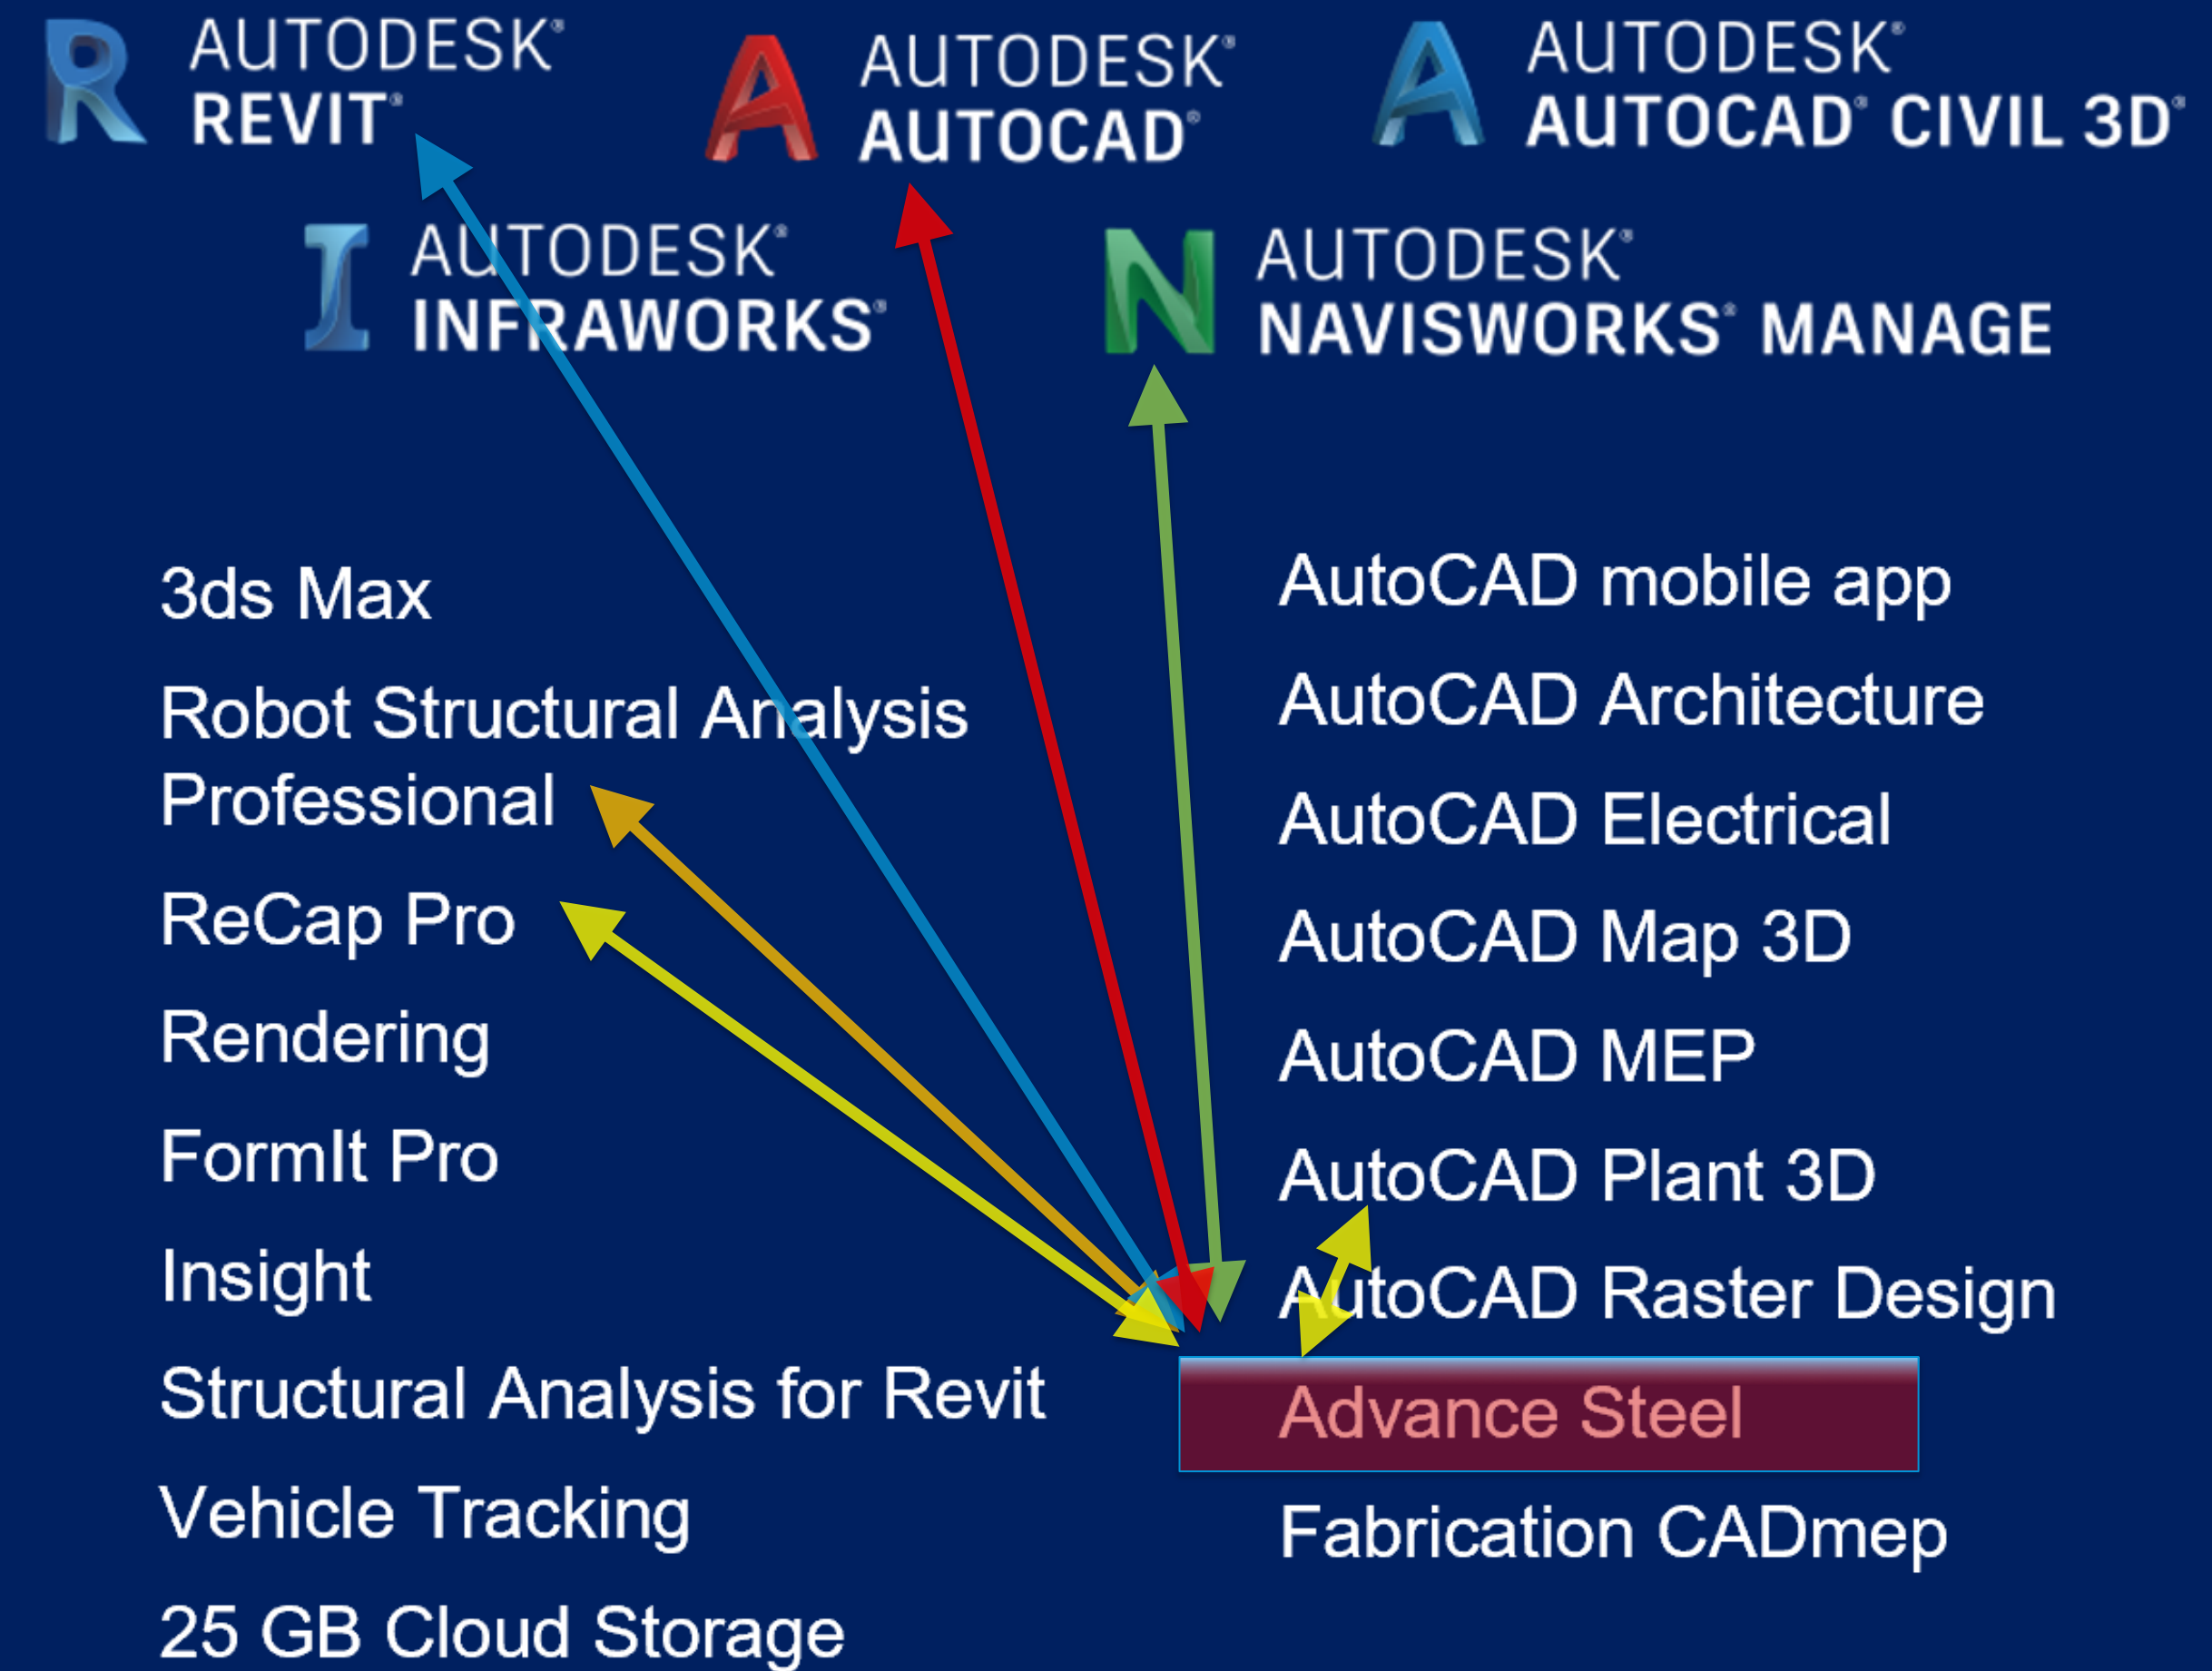 AUTODESK®
REVIT®
AUTODESK®
AUTOCAD®
AUTODESK®
AUTOCAD® CIVIL 3D®
AUTODESK®
INFRAWORKS®
AUTODESK®
NAVISWORKS® MANAGE
3ds Max
Robot Structural Analysis
Professional
ReCap Pro
Rendering
FormIt Pro
Insight
Structural Analysis for Revit
Vehicle Tracking
25 GB Cloud Storage
AutoCAD mobile app
AutoCAD Architecture
AutoCAD Electrical
AutoCAD Map 3D
AutoCAD MEP
AutoCAD Plant 3D
AutoCAD Raster Design
Advance Steel
Fabrication CADmep